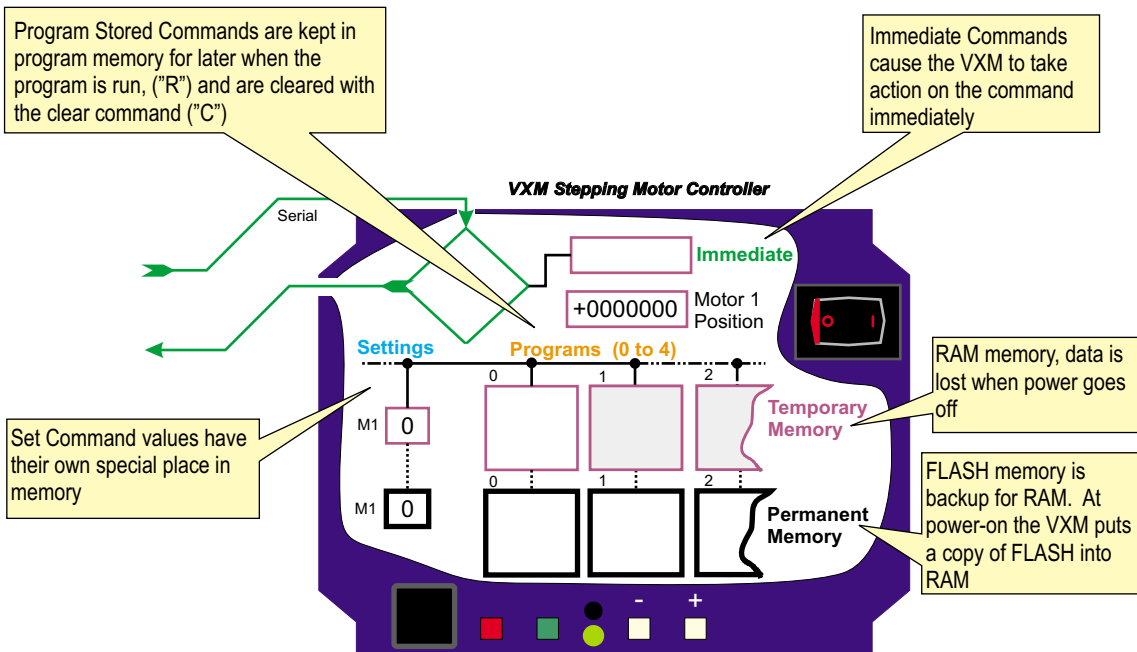 Program Stored Commands are kept in
program memory for later when the
program is run, ("R") and are cleared with
the clear command ("C")
Immediate Commands
cause the VXM to take
action on the command
immediately
VXM Stepping Motor Controller
Serial
Immediate
+0000000
Motor 1
Position
Settings
Programs (0 to 4)
0
1
2
M1
0
Temporary
Memory
RAM memory, data is
lost when power goes
off
Set Command values have
their own special place in
memory
0
1
2
M1
0
Permanent
Memory
FLASH memory is
backup for RAM. At
power-on the VXM puts
a copy of FLASH into
RAM
- +